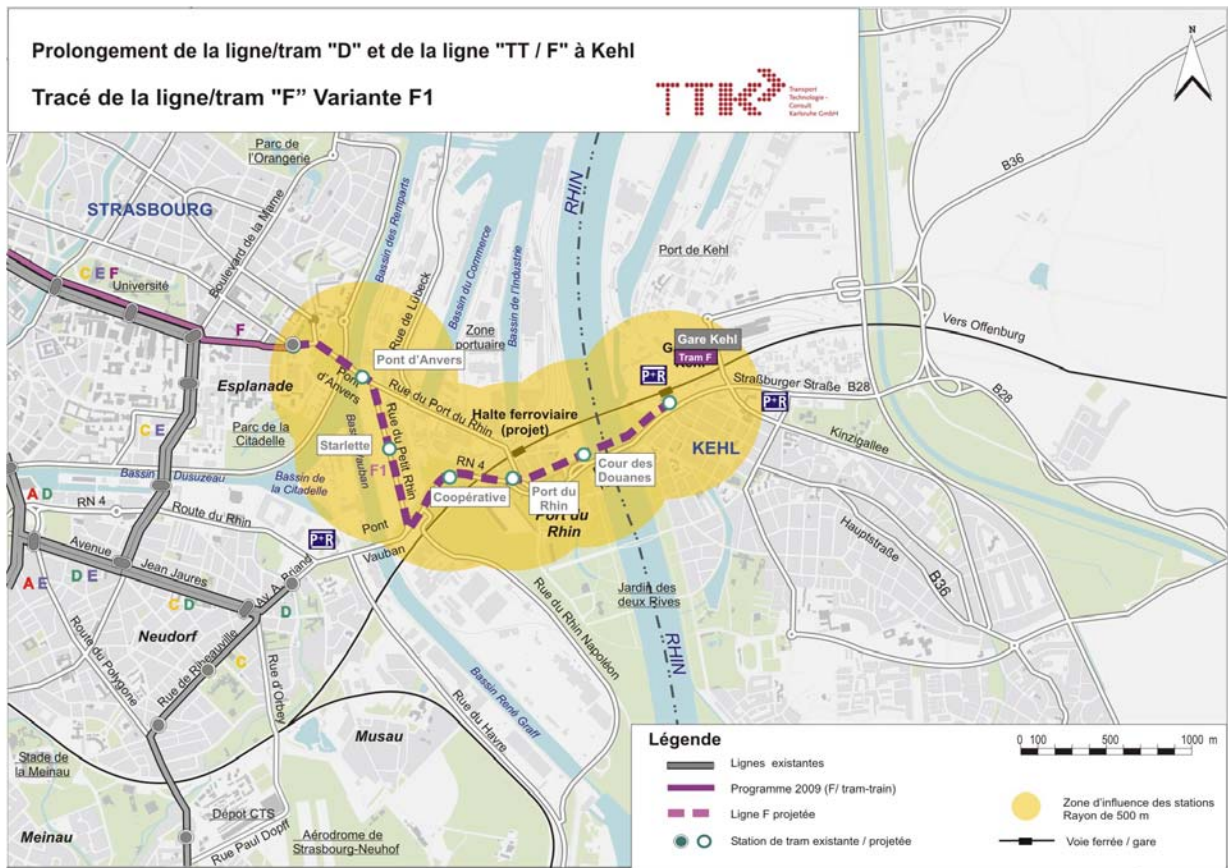 Prolongement de la ligne/tram "D" et de la ligne "TT / F" à Kehl
Tracé de la ligne/tram "F” Variante F1
TTK
Transport
Technologie -
Consult
Karlsruhe GmbH
N
Parc de
l'Orangerie
STRASBOURG
Boulevard de la Marne
Bassin des Remparts
Rue de Lübeck
Bassin du Commerce
Bassin de l'Industrie
RHIN
Port de Kehl
B36
C E F
Université
F
Zone
portuaire
Gare Kehl
Tram F
Vers Offenburg
Pont d'Anvers
Pont
d'Anvers
Esplanade
Rue du Port du Rhin
P+R
Straßburger Straße B28
B28
P+R
Halte ferroviaire
(projet)
Parc de la
Citadelle
C E
Starlette
F1
Rue du Petit Rhin
Vauban
RN 4
Kinzigallee
KEHL
Cour des
Douanes
Bassin Dusuzeau
Bassin de
la Citadelle
Coopérative
Port du
Rhin
Port du
Rhin
A D
RN 4
Route du Rhin
Pont
Vauban
P+R
Hauptstraße
B36
Avenue
Jean Jaures
D E
A E
Av. A. Briand
C D
D
Jardin des
deux Rives
Rue du Rhin Napoléon
RHIN
Neudorf
Route du Polygone
Rue de Ribeauville
C
Rue d'Orbey
Bassin René Graff
Rue du Havre
Musau
Stade de
la Meinau
Dépôt CTS
Meinau
Rue Paul Dopff
Aérodrome de
Strasbourg-Neuhof
Légende
0 100 500 1000 m
Lignes existantes
Programme 2009 (F/ tram-train)
Ligne F projetée
Station de tram existante / projetée
Zone d'influence des stations
Rayon de 500 m
Voie ferrée / gare